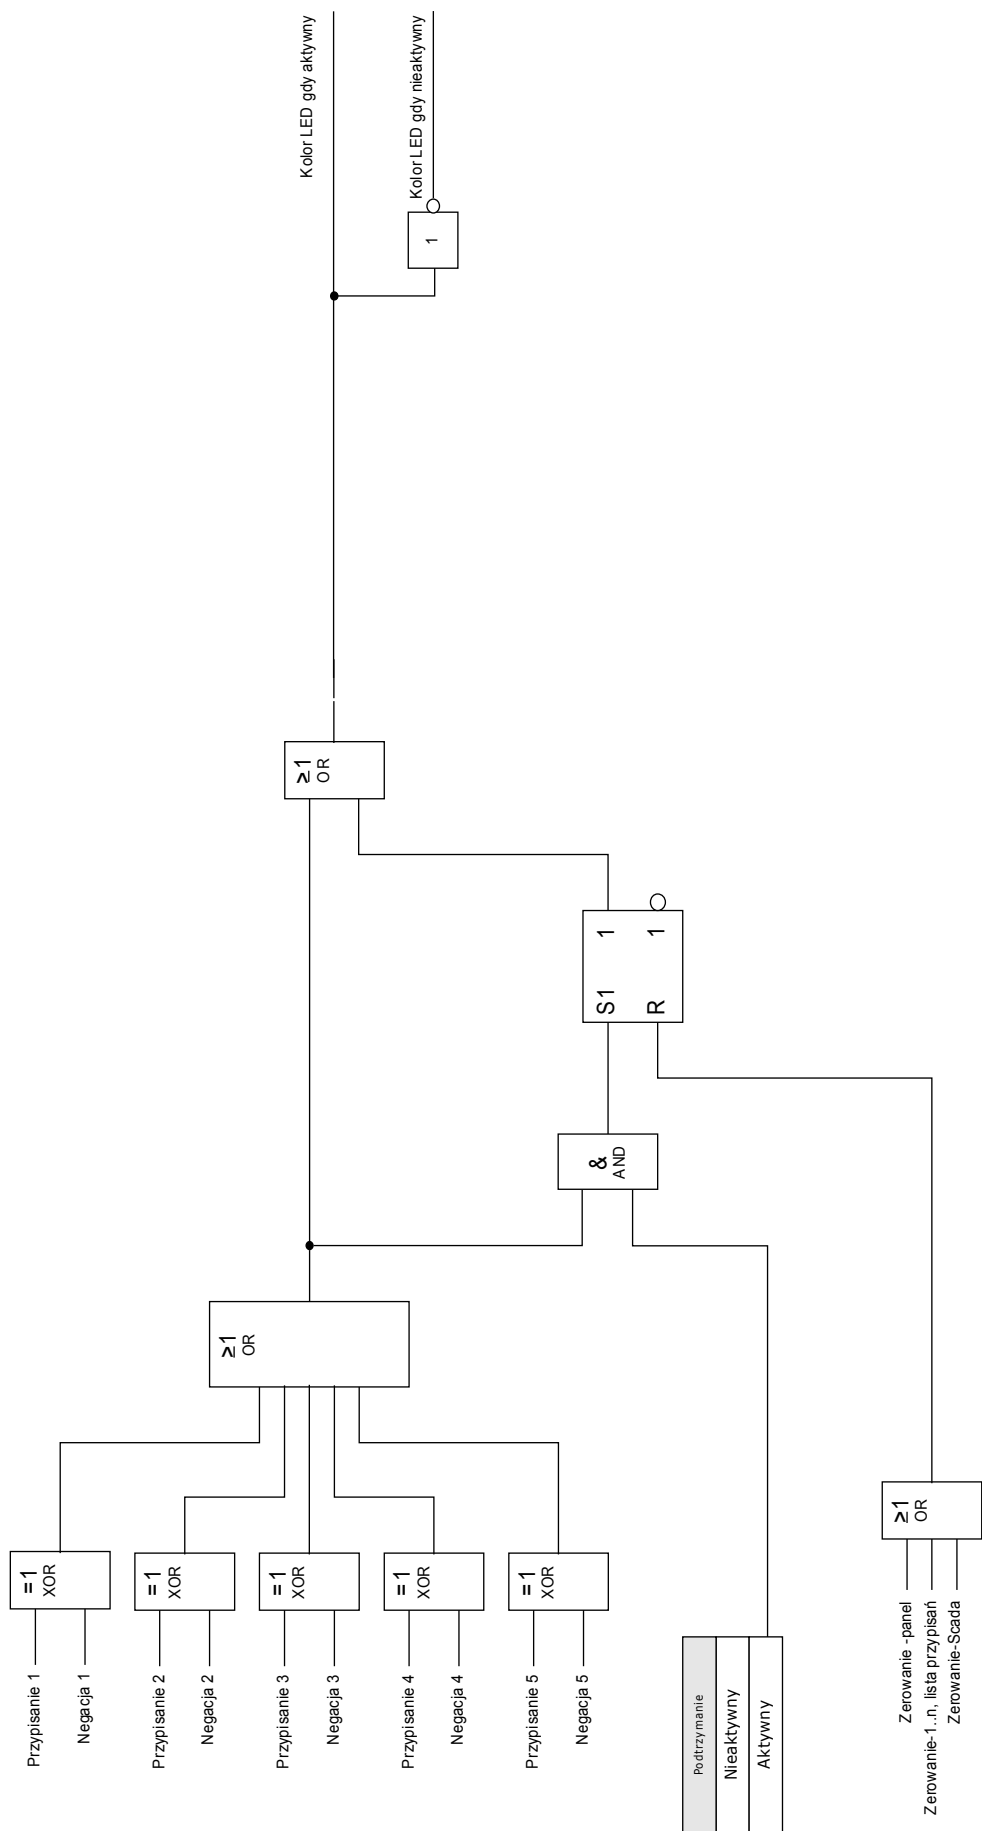 Przypisanie 1
Negacja 1
=1
XOR
Przypisanie 2
Negacja 2
=1
XOR
Przypisanie 3
Negacja 3
=1
XOR
Przypisanie 4
Negacja 4
=1
XOR
Przypisanie 5
Negacja 5
=1
XOR
≥1
OR
Podtrzymanie
Nieaktywny
Aktywny
&
AND
S1 1
R 1
Zerowanie -panel
Zerowanie-1..n, lista przypisań
Zerowanie-Scada
≥1
OR
≥1
OR
1
Kolor LED gdy aktywny
Kolor LED gdy nieaktywny